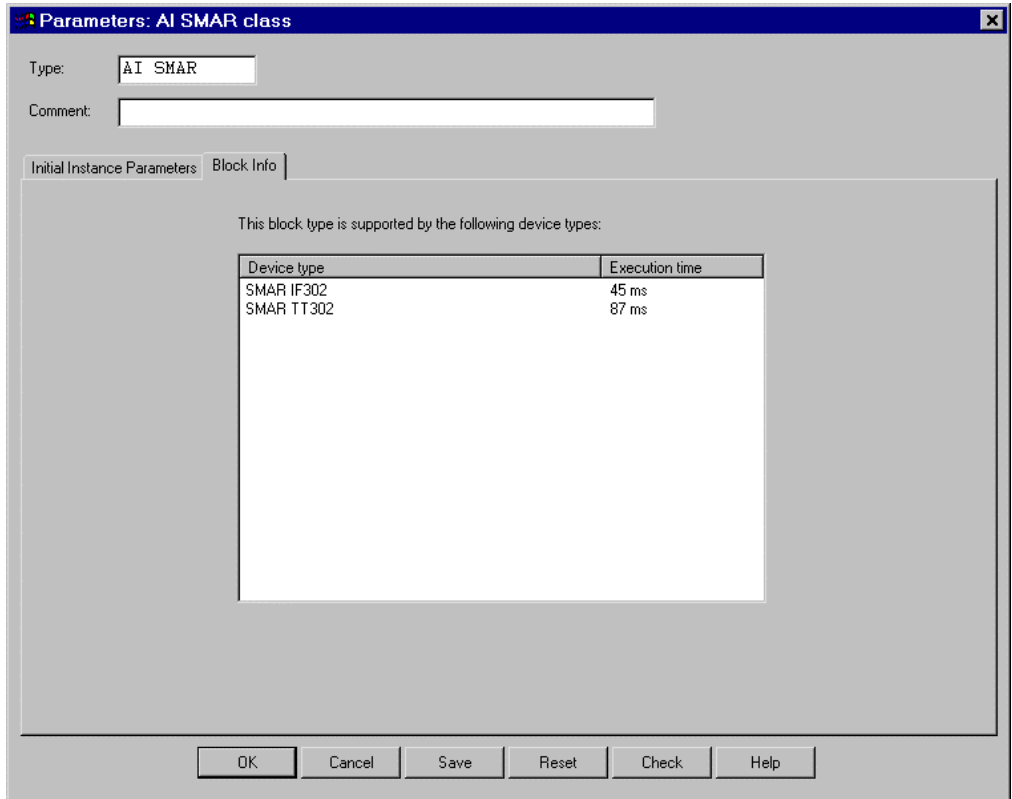 Parameters: AI SMAR class
Type: AI SMAR
Comment:
Initial Instance Parameters Block Info
This block type is supported by the following device types:
Device type Execution time
SMAR IF302 45 ms
SMAR TT302 87 ms
OK Cancel Save Reset Check Help